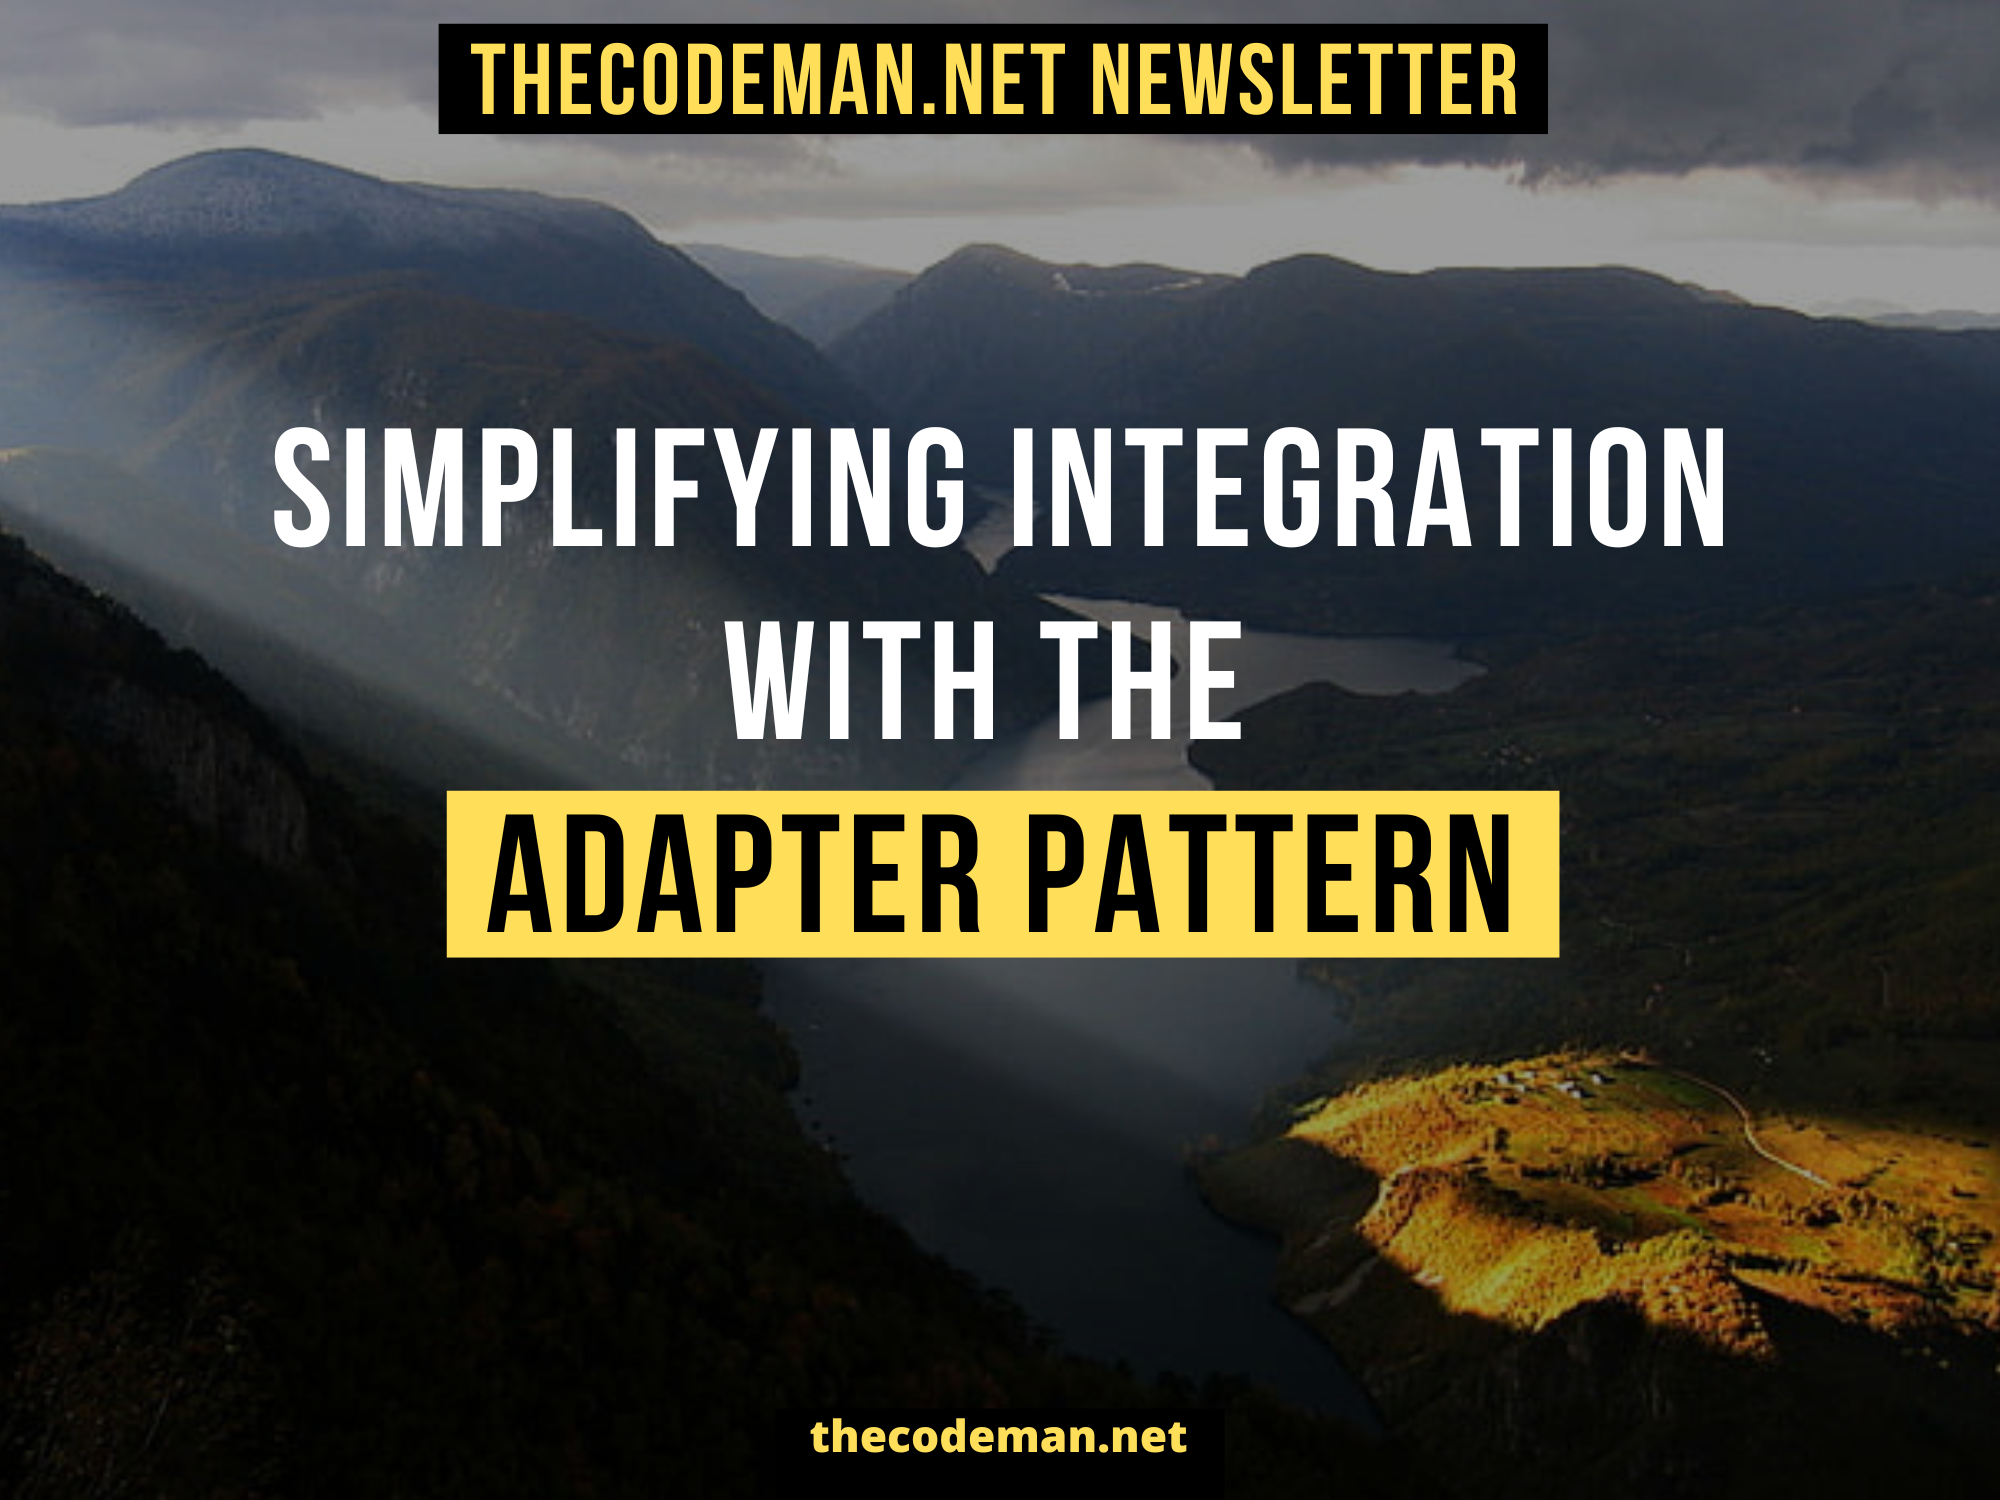 THECODEMAN.NET NEWSLETTER
SIMPLIFYING INTEGRATION
WITH THE
ADAPTER PATTERN
thecodeman.net